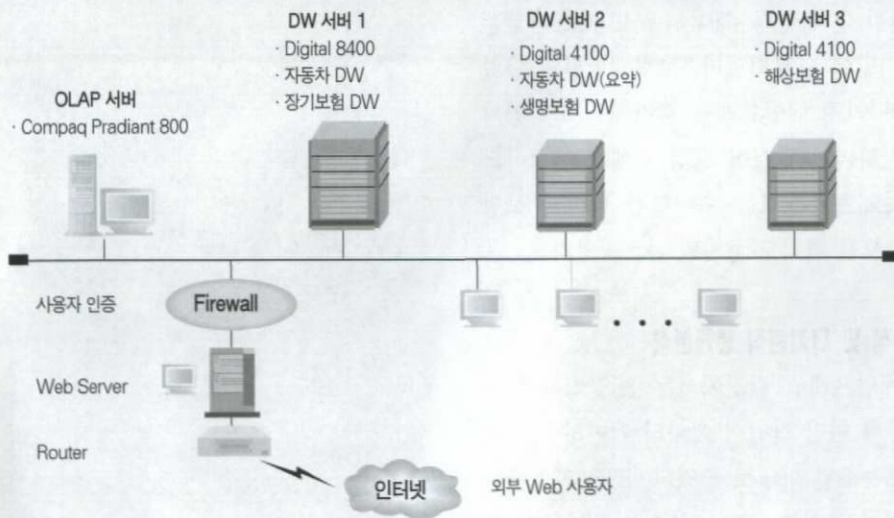 DW 서버 1
· Digital 8400
· 자동차 DW
· 장기보험 DW
DW 서버 2
· Digital 4100
· 자동차 DW(요약)
· 생명보험 DW
DW 서버 3
· Digital 4100
· 해상보험 DW
OLAP 서버
· Compaq Pradiant 800
사용자 인증
Firewall
Web Server
Router
인터넷
외부 Web 사용자